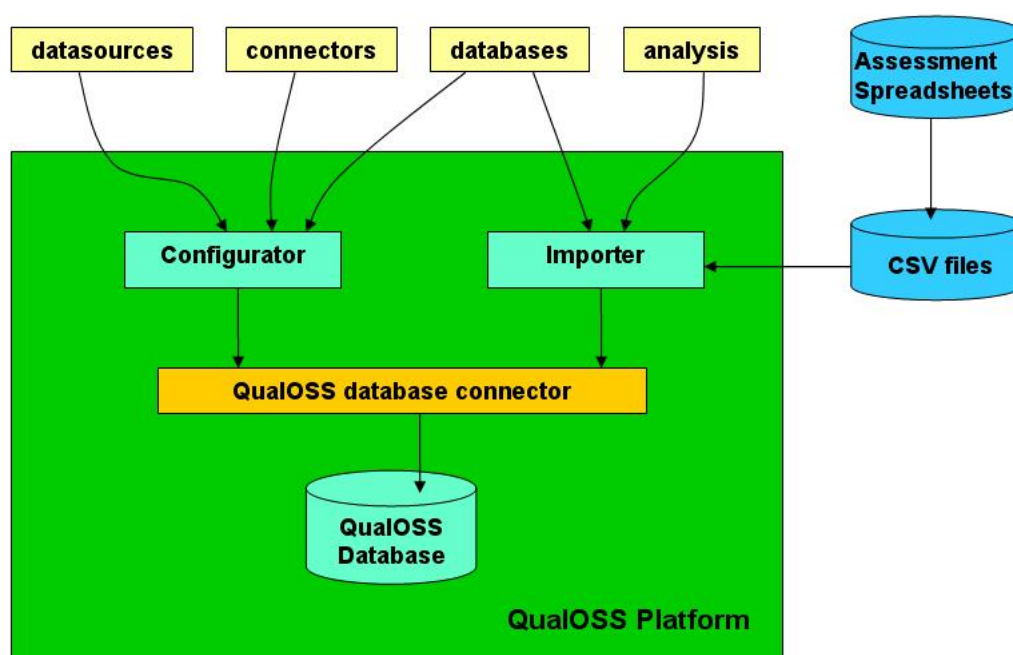 datasources
connectors
databases
analysis
Assessment
Spreadsheets
Configurator
Importer
CSV files
QualOSS database connector
QualOSS
Database
QualOSS Platform